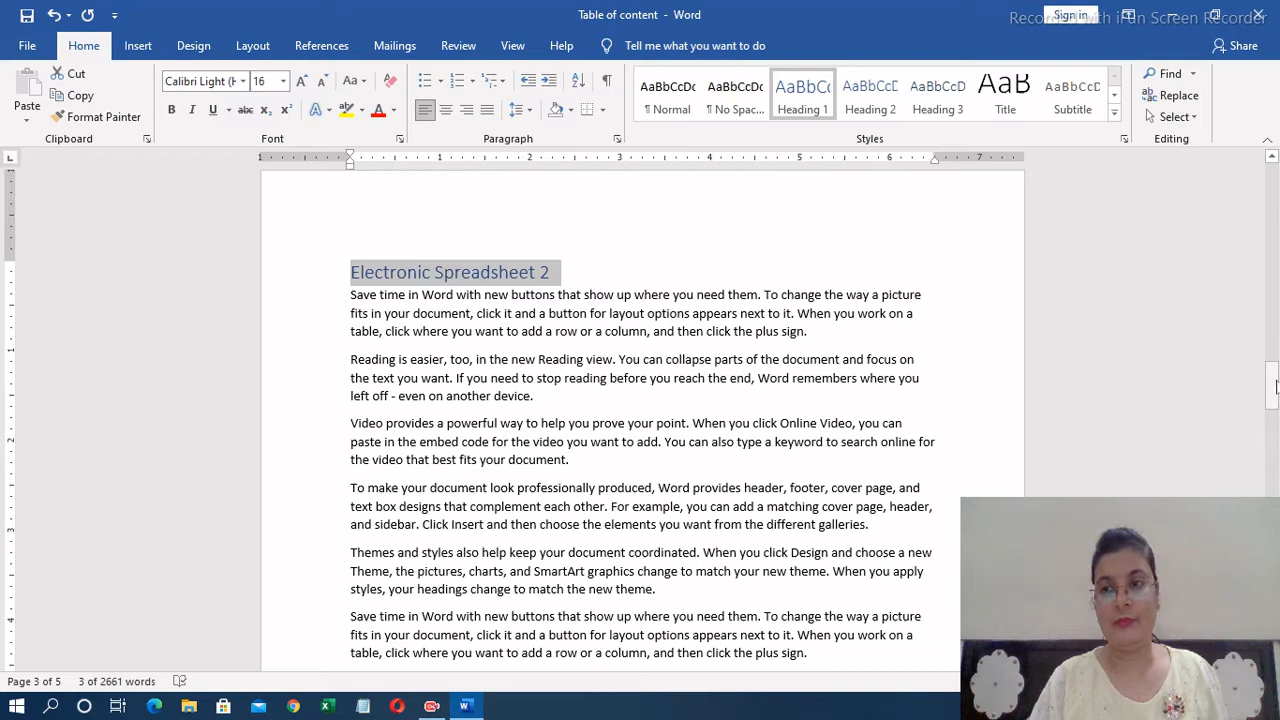 Table of content - Word
Sign in
Recorded with iFun Screen Recorder
File Home Insert Design Layout References Mailings Review View Help Tell me what you want to do Share
Paste
Cut
Copy
Format Painter
Clipboard
Calibri Light (H 16
Font
Paragraph
AaBbCcDc AaBbCcDc AaBbCc AaBbCcD AaBbCcD AaB AaBbCcD
¶ Normal ¶ No Spac... Heading 1 Heading 2 Heading 3 Title Subtitle
Styles
Find
Replace
Select
Editing
1 1 2 3 4 5 6 7
Electronic Spreadsheet 2
Save time in Word with new buttons that show up where you need them. To change the way a picture
fits in your document, click it and a button for layout options appears next to it. When you work on a
table, click where you want to add a row or a column, and then click the plus sign.
Reading is easier, too, in the new Reading view. You can collapse parts of the document and focus on
the text you want. If you need to stop reading before you reach the end, Word remembers where you
left off - even on another device.
Video provides a powerful way to help you prove your point. When you click Online Video, you can
paste in the embed code for the video you want to add. You can also type a keyword to search online for
the video that best fits your document.
To make your document look professionally produced, Word provides header, footer, cover page, and
text box designs that complement each other. For example, you can add a matching cover page, header,
and sidebar. Click Insert and then choose the elements you want from the different galleries.
Themes and styles also help keep your document coordinated. When you click Design and choose a new
Theme, the pictures, charts, and SmartArt graphics change to match your new theme. When you apply
styles, your headings change to match the new theme.
Save time in Word with new buttons that show up where you need them. To change the way a picture
fits in your document, click it and a button for layout options appears next to it. When you work on a
table, click where you want to add a row or a column, and then click the plus sign.
Page 3 of 5 3 of 2661 words